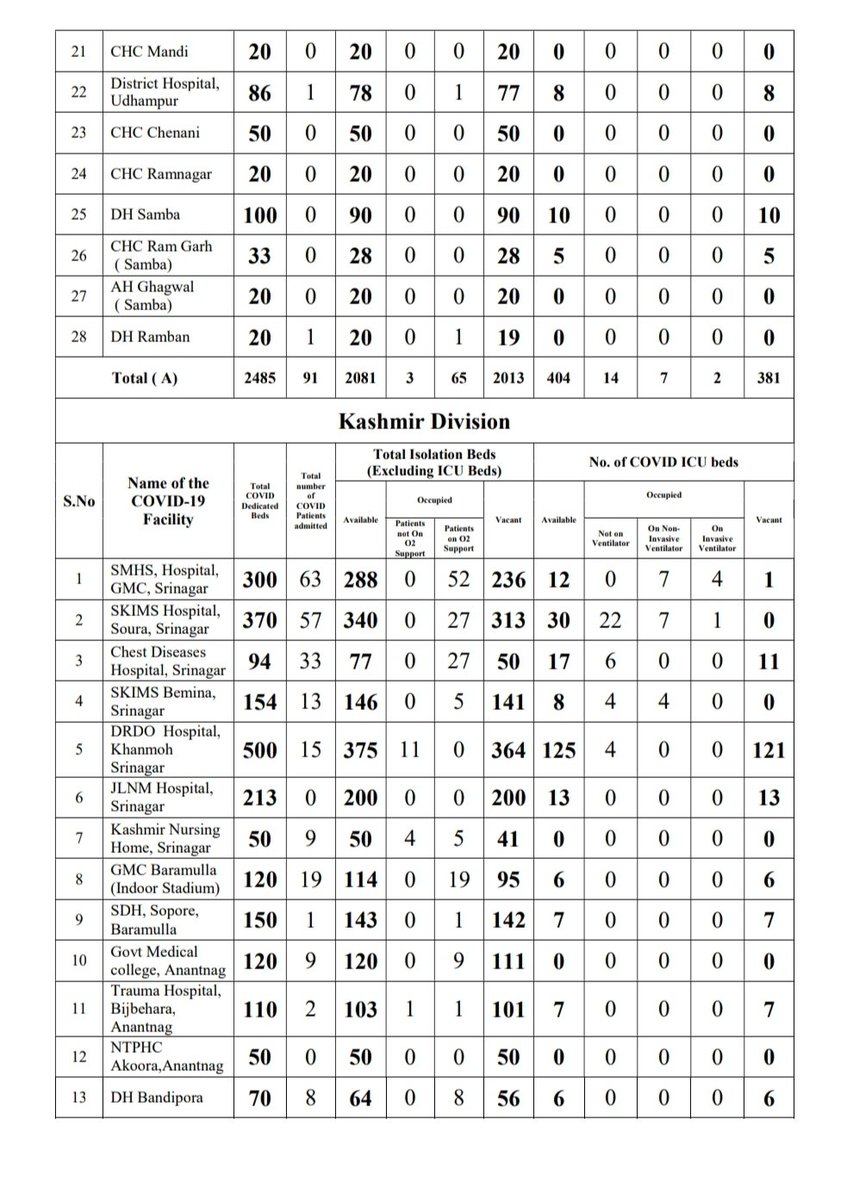 21 CHC Mandi 20 0 20 0 0 20 0 0 0 0 0
22 District Hospital, Udhampur 86 1 78 0 1 77 8 0 0 0 8
23 CHC Chenani 50 0 50 0 0 50 0 0 0 0 0
24 CHC Ramnagar 20 0 20 0 0 20 0 0 0 0 0
25 DH Samba 100 0 90 0 0 90 10 0 0 0 10
26 CHC Ram Garh ( Samba) 33 0 28 0 0 28 5 0 0 0 5
27 AH Ghagwal ( Samba) 20 0 20 0 0 20 0 0 0 0 0
28 DH Ramban 20 1 20 0 1 19 0 0 0 0 0
Total ( A) 2485 91 2081 3 65 2013 404 14 7 2 381
Kashmir Division
S.No
Name of the COVID-19 Facility
Total COVID Dedicated Beds
Total number of COVID Patients admitted
Total Isolation Beds (Excluding ICU Beds)
No. of COVID ICU beds
Available
Occupied
Patients not On O2 Support
Patients on O2 Support
Vacant
Available
Occupied
Not on Ventilator
On Non-Invasive Ventilator
On Invasive Ventilator
Vacant
1 SMHS, Hospital, GMC, Srinagar 300 63 288 0 52 236 12 0 7 4 1
2 SKIMS Hospital, Soura, Srinagar 370 57 340 0 27 313 30 22 7 1 0
3 Chest Diseases Hospital, Srinagar 94 33 77 0 27 50 17 6 0 0 11
4 SKIMS Bemina, Srinagar 154 13 146 0 5 141 8 4 4 0 0
5 DRDO Hospital, Khanmoh Srinagar 500 15 375 11 0 364 125 4 0 0 121
6 JLNM Hospital, Srinagar 213 0 200 0 0 200 13 0 0 0 13
7 Kashmir Nursing Home, Srinagar 50 9 50 4 5 41 0 0 0 0 0
8 GMC Baramulla (Indoor Stadium) 120 19 114 0 19 95 6 0 0 0 6
9 SDH, Sopore, Baramulla 150 1 143 0 1 142 7 0 0 0 7
10 Govt Medical college, Anantnag 120 9 120 0 9 111 0 0 0 0 0
11 Trauma Hospital, Bijbehara, Anantnag 110 2 103 1 1 101 7 0 0 0 7
12 NTPHC Akoora,Anantnag 50 0 50 0 0 50 0 0 0 0 0
13 DH Bandipora 70 8 64 0 8 56 6 0 0 0 6